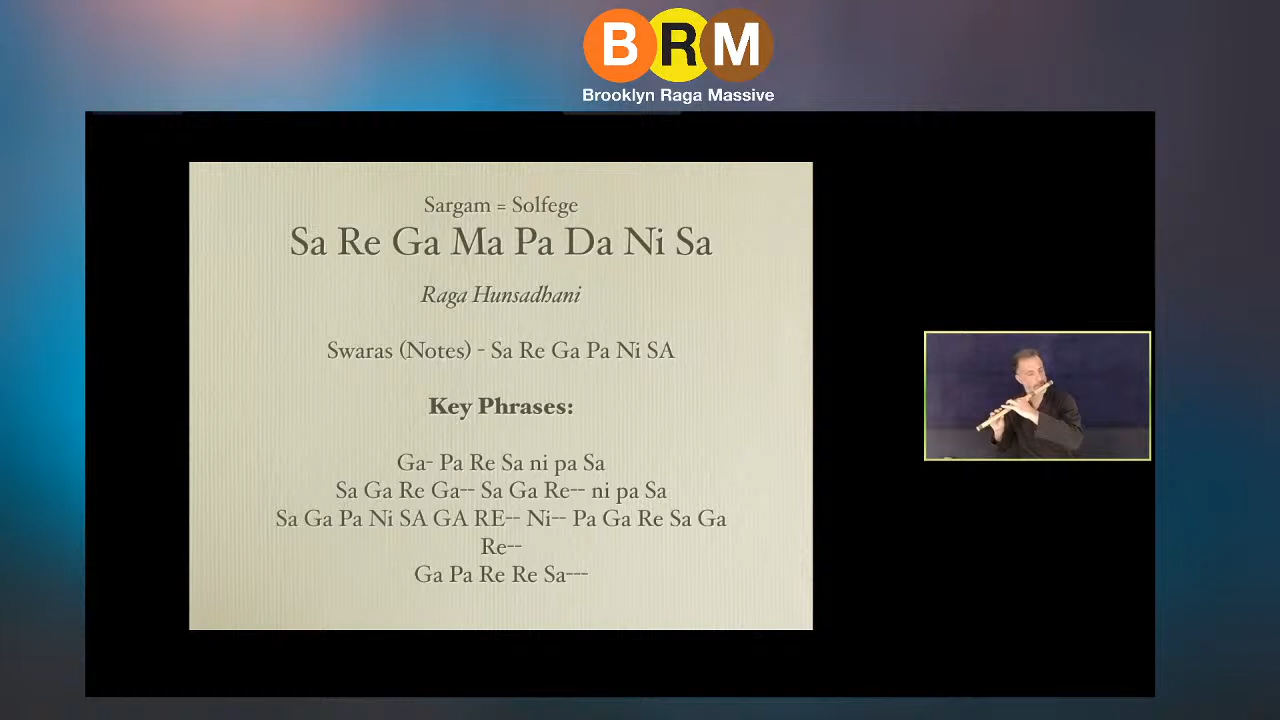 BRM
Brooklyn Raga Massive
Sargam = Solfege
Sa Re Ga Ma Pa Da Ni Sa
Raga Hunsadhani
Swaras (Notes) - Sa Re Ga Pa Ni SA
Key Phrases:
Ga- Pa Re Sa ni pa Sa
Sa Ga Re Ga-- Sa Ga Re-- ni pa Sa
Sa Ga Pa Ni SA GA RE-- Ni-- Pa Ga Re Sa Ga
Re--
Ga Pa Re Re Sa---